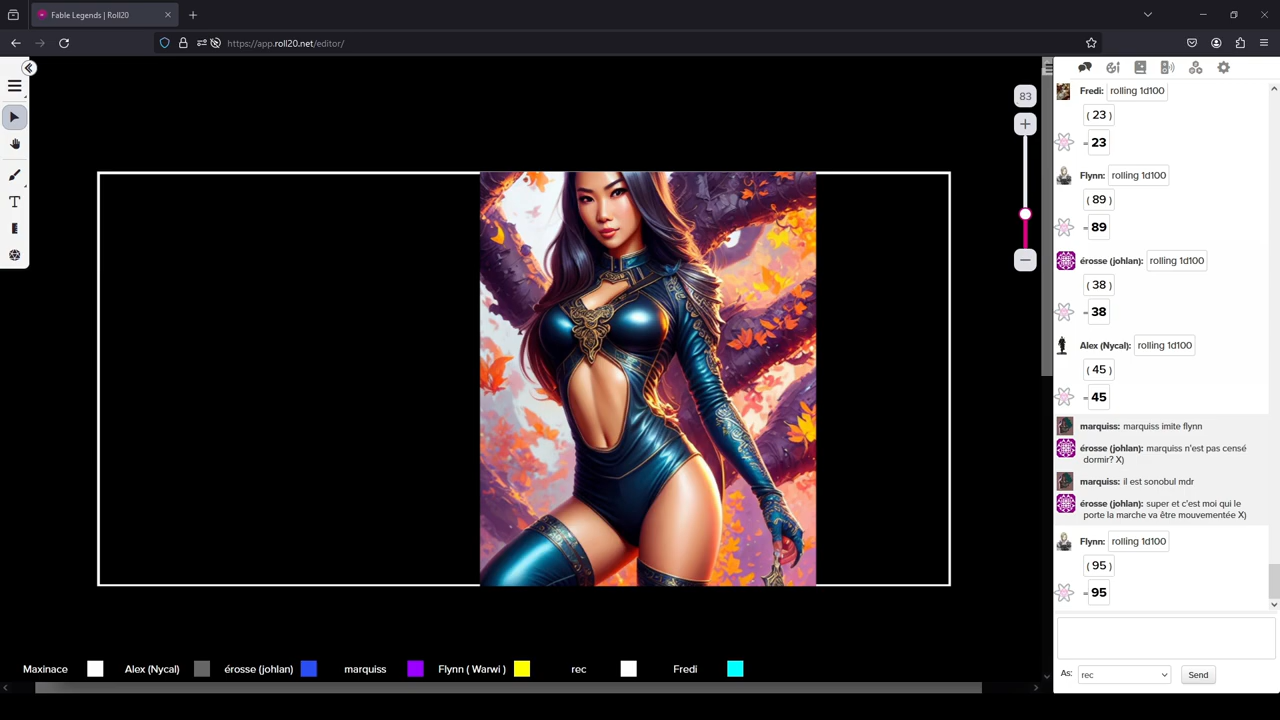 Fable Legends | Roll20
https://app.roll20.net/editor/
83
Fredi: rolling 1d100
( 23 )
= 23
Flynn: rolling 1d100
( 89 )
= 89
érosse (johlan): rolling 1d100
( 38 )
= 38
Alex (Nycal): rolling 1d100
( 45 )
= 45
marquiss: marquiss imite flynn
érosse (johlan): marquiss n'est pas censé
dormir? X)
marquiss: il est sonobul mdr
érosse (johlan): super et c'est moi qui le
porte la marche va être mouvementée X)
Flynn: rolling 1d100
( 95 )
= 95
Maxinace
Alex (Nycal)
érosse (johlan)
marquiss
Flynn ( Warwi )
rec
Fredi
As: rec
Send